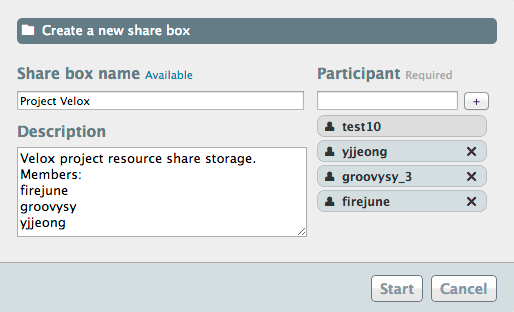 Create a new share box
Share box name Available
Project Velox
Description
Velox project resource share storage.
Members:
firejune
groovysy
yjjeong
Participant Required
+
test10
yjjeong
groovysy_3
firejune
Start
Cancel